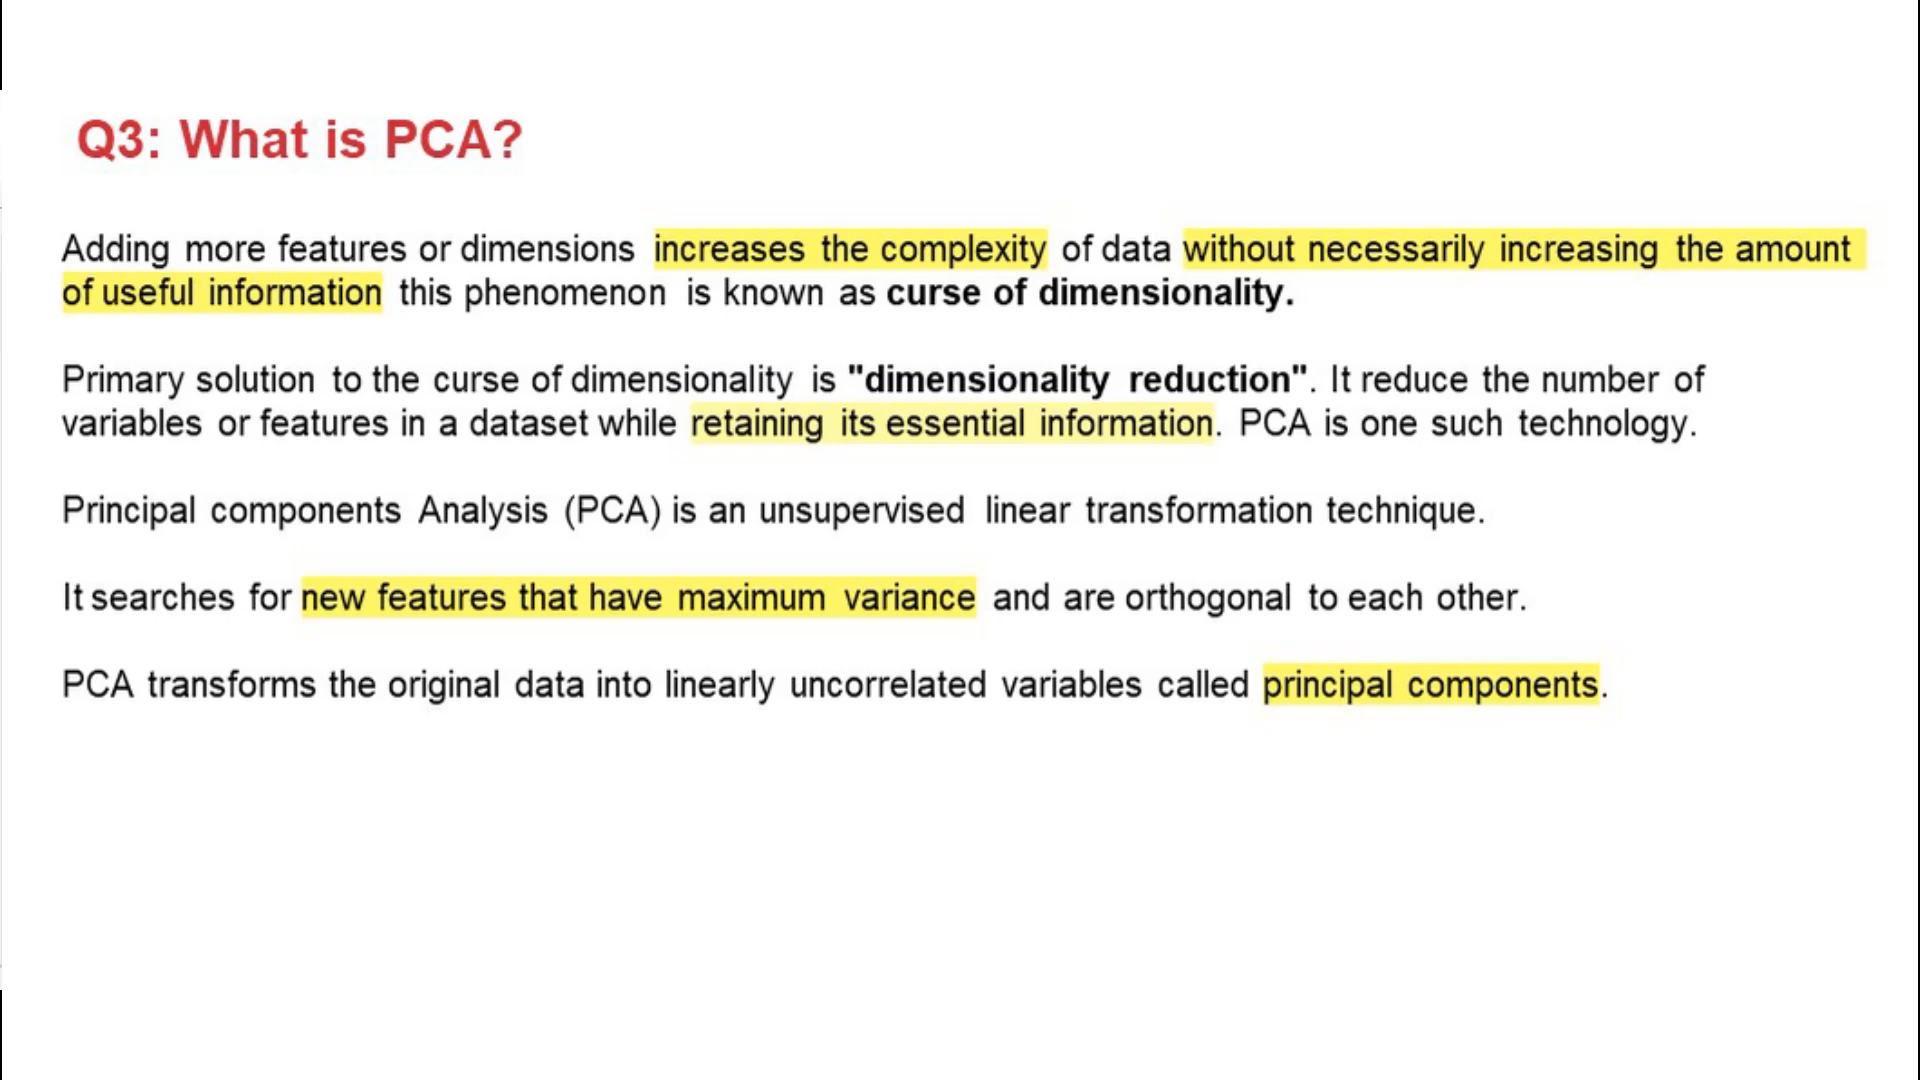 Q3: What is PCA?
Adding more features or dimensions increases the complexity of data without necessarily increasing the amount
of useful information this phenomenon is known as curse of dimensionality.
Primary solution to the curse of dimensionality is "dimensionality reduction". It reduce the number of
variables or features in a dataset while retaining its essential information. PCA is one such technology.
Principal components Analysis (PCA) is an unsupervised linear transformation technique.
It searches for new features that have maximum variance and are orthogonal to each other.
PCA transforms the original data into linearly uncorrelated variables called principal components.